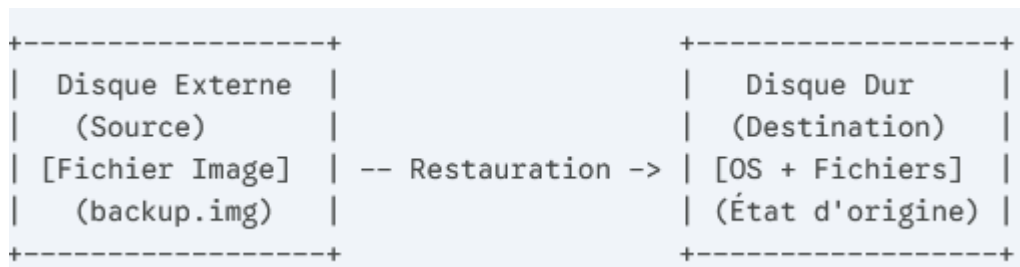 +------------------+                     +------------------+
|  Disque Externe  |                     |   Disque Dur     |
|   (Source)       |                     |  (Destination)   |
| [Fichier Image]  | -- Restauration ->  | [OS + Fichiers]  |
|   (backup.img)   |                     | (État d'origine) |
+------------------+                     +------------------+